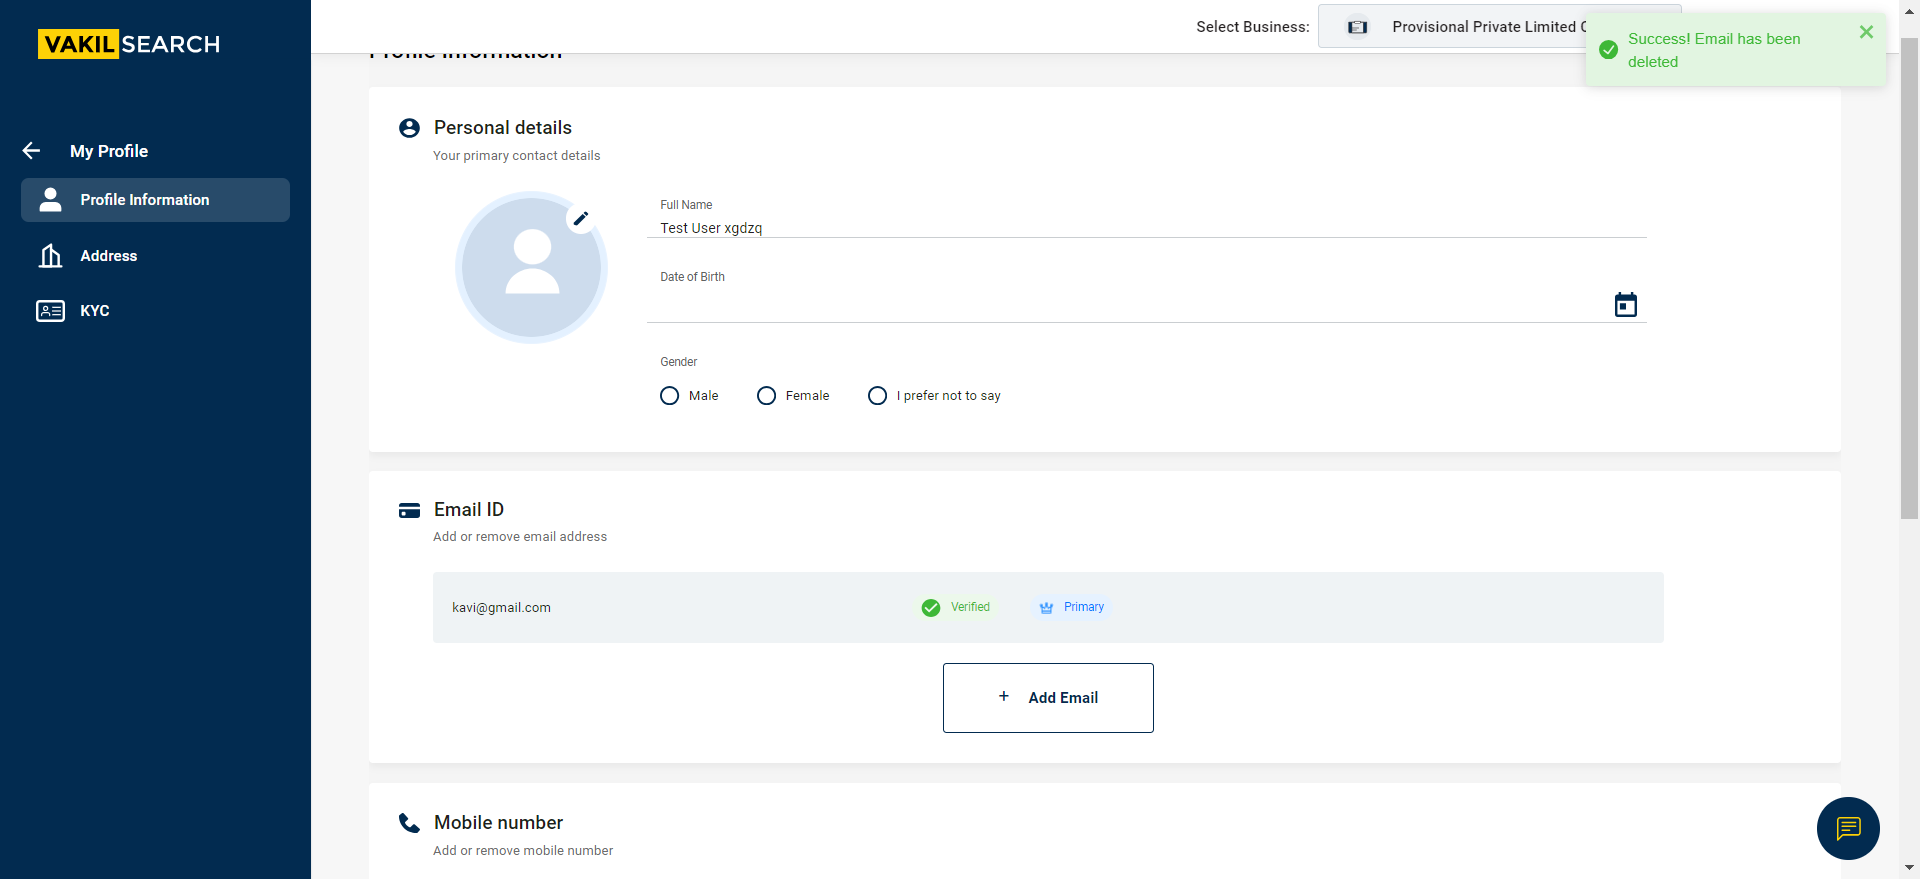 VAKILSEARCH
My Profile
Profile Information
Address
KYC
Select Business:
Provisional Private Limited
Success! Email has been
deleted
Profile Information
Personal details
Your primary contact details
Full Name
Test User xgdzq
Date of Birth
Gender
Male
Female
I prefer not to say
Email ID
Add or remove email address
kavi@gmail.com
Verified
Primary
+ Add Email
Mobile number
Add or remove mobile number